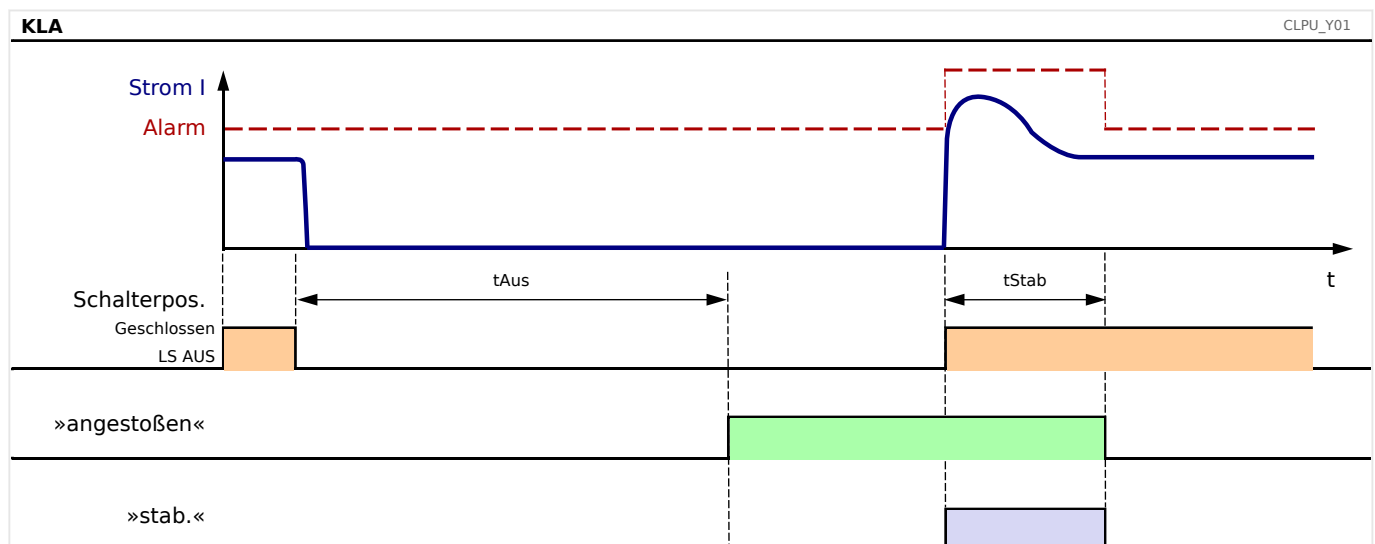 KLA
CLPU_Y01
Strom I
Alarm
tAus
tStab
t
Schalterpos.
Geschlossen
LS AUS
»angestoßen«
»stab.«